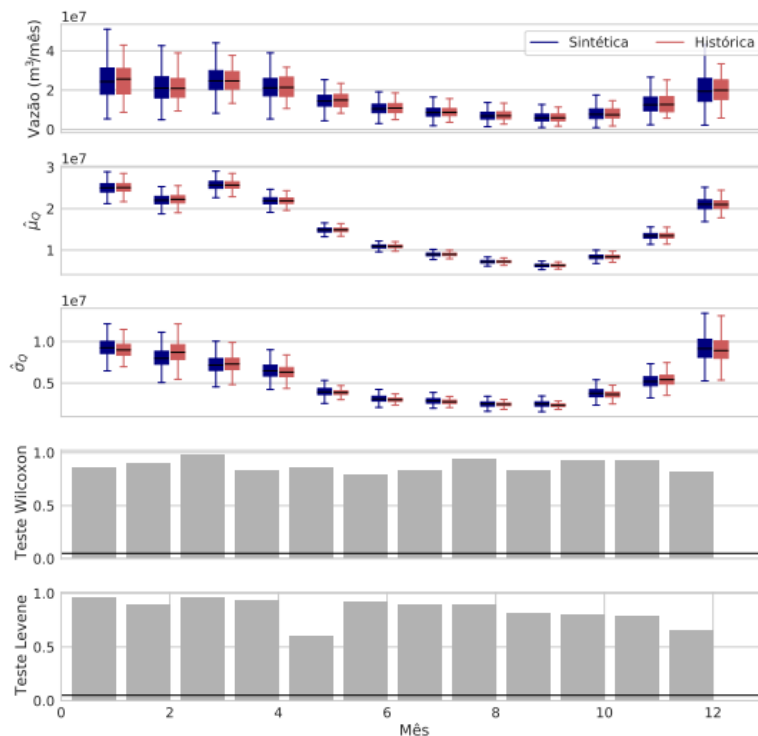 1e7
Sintética Histórica
Vazão (m³/mês)
4
2
0
1e7
3
2
1
μ̂_Q
1e7
1.0
0.5
σ̂_Q
1.0
0.5
0.0
Teste Wilcoxon
1.0
0.5
0.0
Teste Levene
0 2 4 6 8 10 12
Mês